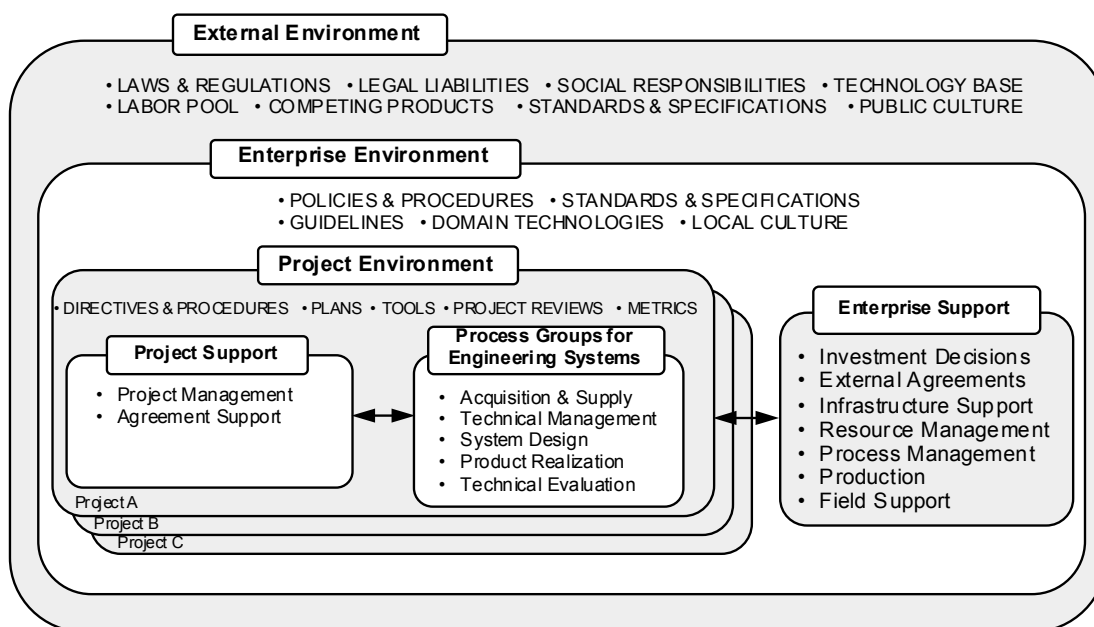 External Environment
• LAWS & REGULATIONS • LEGAL LIABILITIES • SOCIAL RESPONSIBILITIES • TECHNOLOGY BASE
• LABOR POOL • COMPETING PRODUCTS • STANDARDS & SPECIFICATIONS • PUBLIC CULTURE
Enterprise Environment
• POLICIES & PROCEDURES • STANDARDS & SPECIFICATIONS
• GUIDELINES • DOMAIN TECHNOLOGIES • LOCAL CULTURE
Project Environment
• DIRECTIVES & PROCEDURES • PLANS • TOOLS • PROJECT REVIEWS • METRICS
Project Support
• Project Management
• Agreement Support
Process Groups for
Engineering Systems
• Acquisition & Supply
• Technical Management
• System Design
• Product Realization
• Technical Evaluation
Project A
Project B
Project C
Enterprise Support
• Investment Decisions
• External Agreements
• Infrastructure Support
• Resource Management
• Process Management
• Production
• Field Support